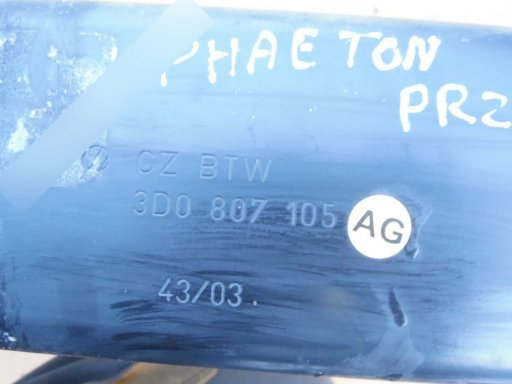 PHAETON
PRZ
CZ BTW
3D0 807 105 AG
43/03